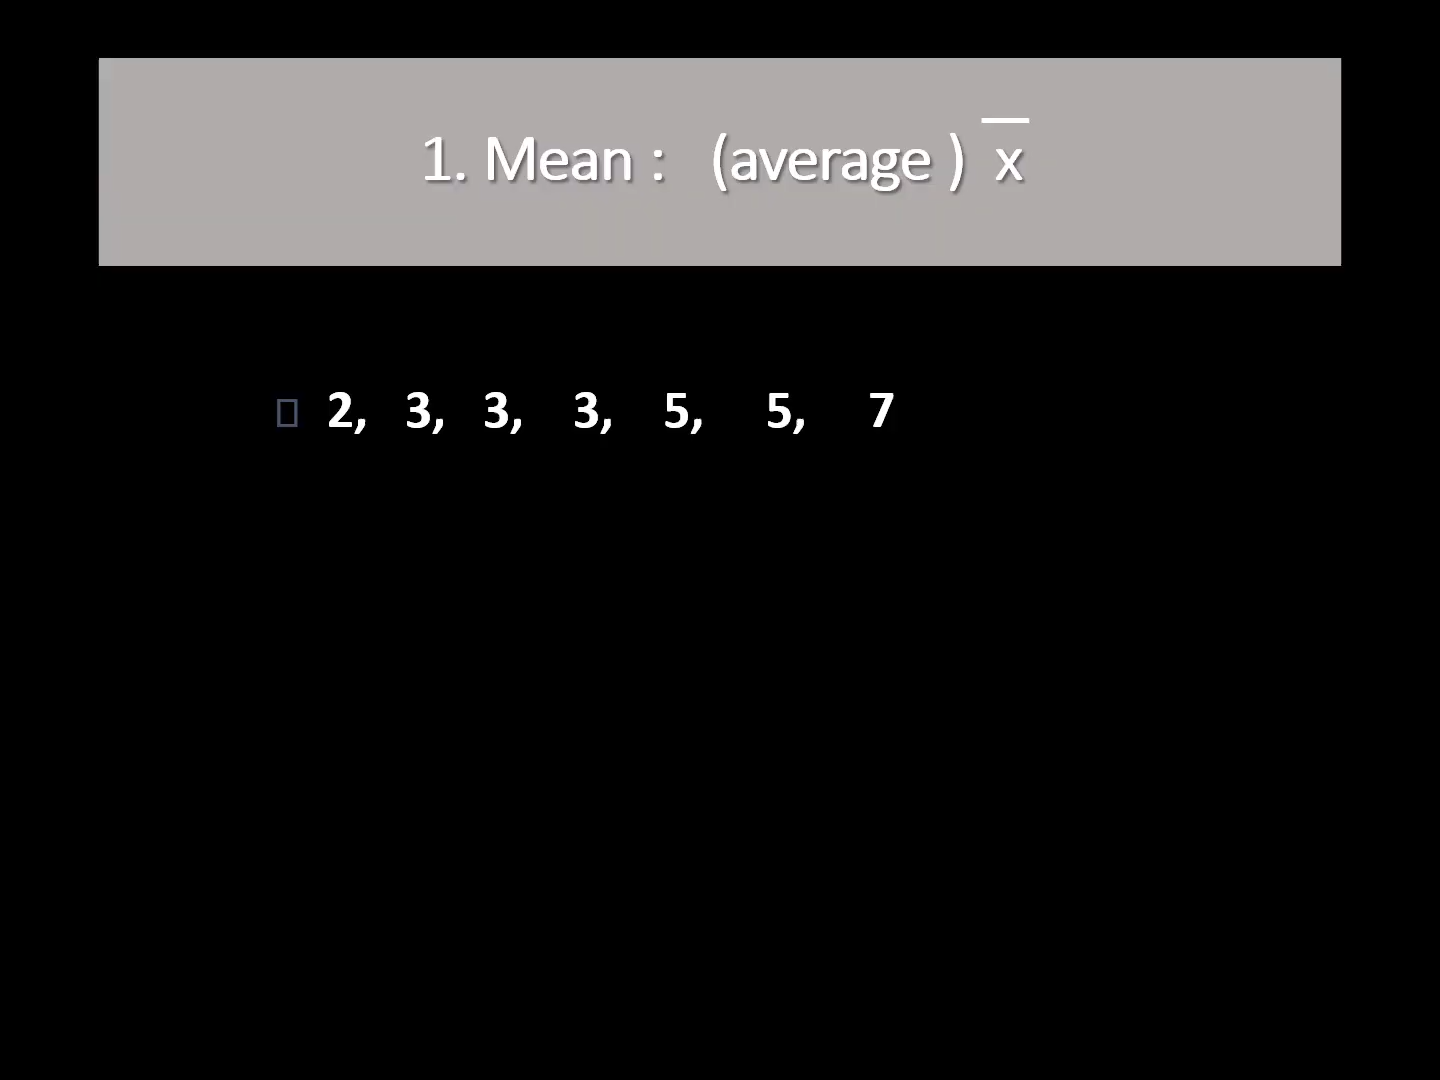 1. Mean : (average ) x̅
2, 3, 3, 3, 5, 5, 7